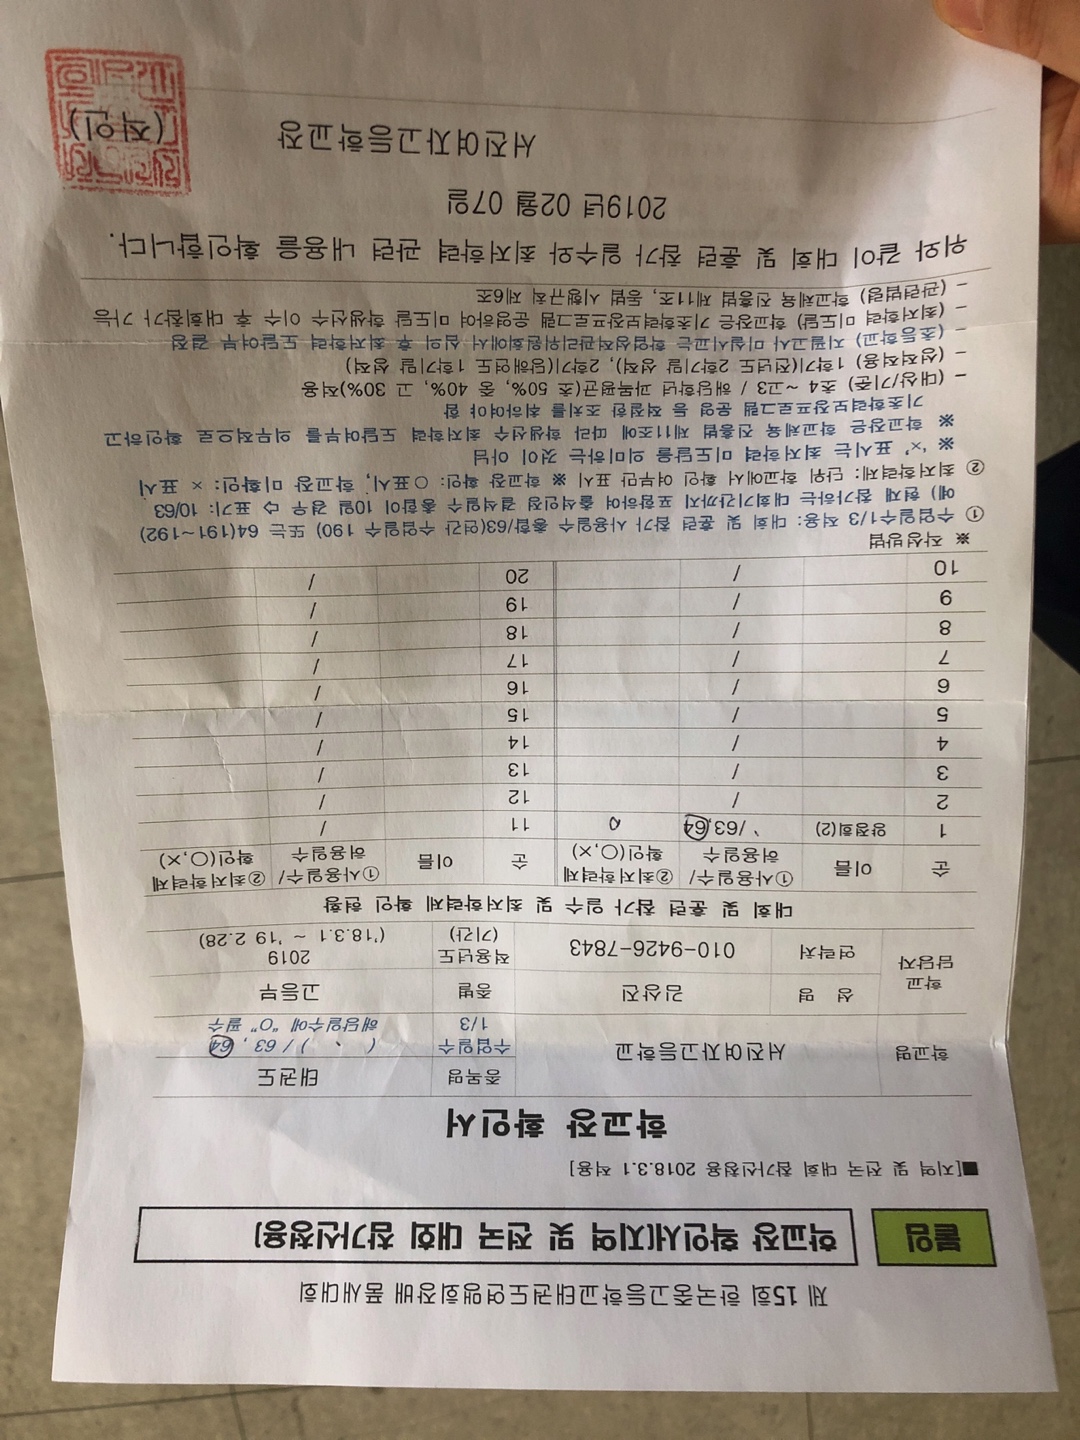 제 15회 한국중고등학교태권도연맹회장배 품새대회
붙임 학교장 확인서(지역 및 전국 대회 참가신청용)
■[지역 및 전국 대회 참가신청용 2018.3.1 적용]
학교장 확인서
학교명 서진여자고등학교 종목명 태권도
수업일수 1/3 ( ) / 63 , 64 해당일수에 "O" 필수
학교 담당자 성 명 김상진 종별 고등부
연락처 010-9426-7843 적용년도 (기간) 2019 ('18.3.1 ~ '19 2.28)
대회 및 훈련 참가 일수 및 최저학력제 확인 현황
순 이름 ①사용일수/허용일수 ②최저학력제 확인(○,×) 순 이름 ①사용일수/허용일수 ②최저학력제 확인(○,×)
1 양정희(2) /63,64 O 11 /
2 / 12 /
3 / 13 /
4 / 14 /
5 / 15 /
6 / 16 /
7 / 17 /
8 / 18 /
9 / 19 /
10 / 20 /
※ 작성방법
① 수업일수1/3 적용: 대회 및 훈련 참가 사용일수 총합/63(연간 수업일수 190) 또는 64(191~192)
예) 현재 참가하는 대회기간까지 포함하여 출석인정 결석일수 총합이 10일 경우 ⇨ 표기: 10/63
② 최저학력제: 단위 학교에서 확인 여부만 표시 ※ 학교장 확인: ○표시, 학교장 미확인: × 표시
※ '×' 표시는 최저학력 미도달을 의미하는 것이 아님
※ 학교장은 학교체육 진흥법 제11조에 따라 학생선수 최저학력 도달여부를 의무적으로 확인하고
기초학력보장프로그램 운영 등 적절한 조치를 취하여야 함
- (대상/기준) 초4 ~고3 / 해당학년 과목평균(초 50%, 중 40%, 고 30%)적용
- (성적적용) 1학기(전년도 2학기말 성적), 2학기(당해연도 1학기말 성적)
- (초등학교) 지필고사 미실시교는 학업성적관리위원회에서 심의 후 최저학력 도달여부 결정
- (최저학력 미도달) 학교장은 기초학력보장프로그램 운영하여 미도달 학생선수 이수 후 대회참가 가능
- (관련법령) 학교체육 진흥법 제11조, 동법 시행규칙 제6조
위와 같이 대회 및 훈련 참가 일수와 최저학력 관련 내용을 확인합니다.
2019년 02월 07일
서진여자고등학교장 (직인)